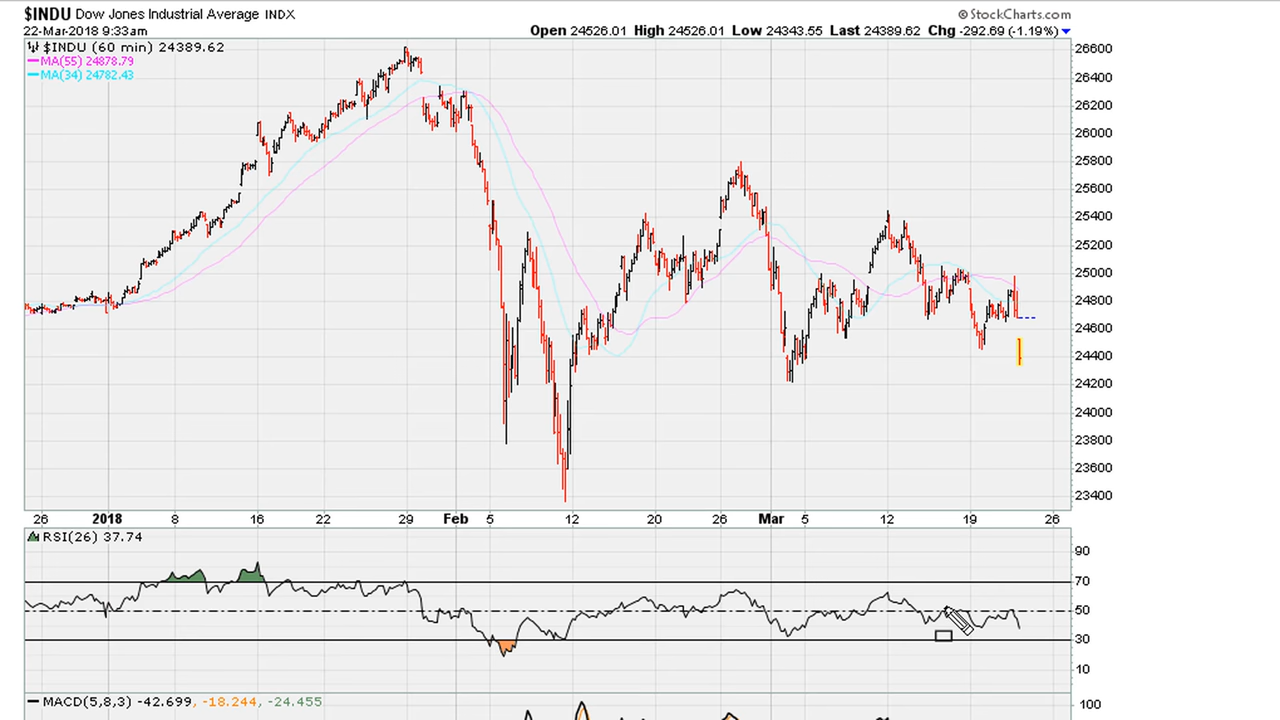 $INDU Dow Jones Industrial Average INDX
© StockCharts.com
22-Mar-2018 9:33am
Open 24526.01 High 24526.01 Low 24343.55 Last 24389.62 Chg -292.69 (-1.19%)
$INDU (60 min) 24389.62
MA(55) 24878.79
MA(34) 24782.43
26600
26400
26200
26000
25800
25600
25400
25200
25000
24800
24600
24400
24200
24000
23800
23600
23400
26 2018 8 16 22 29 Feb 5 12 20 26 Mar 5 12 19 26
RSI(26) 37.74
90
70
50
30
10
MACD(5,8,3) -42.699, -18.244, -24.455
100